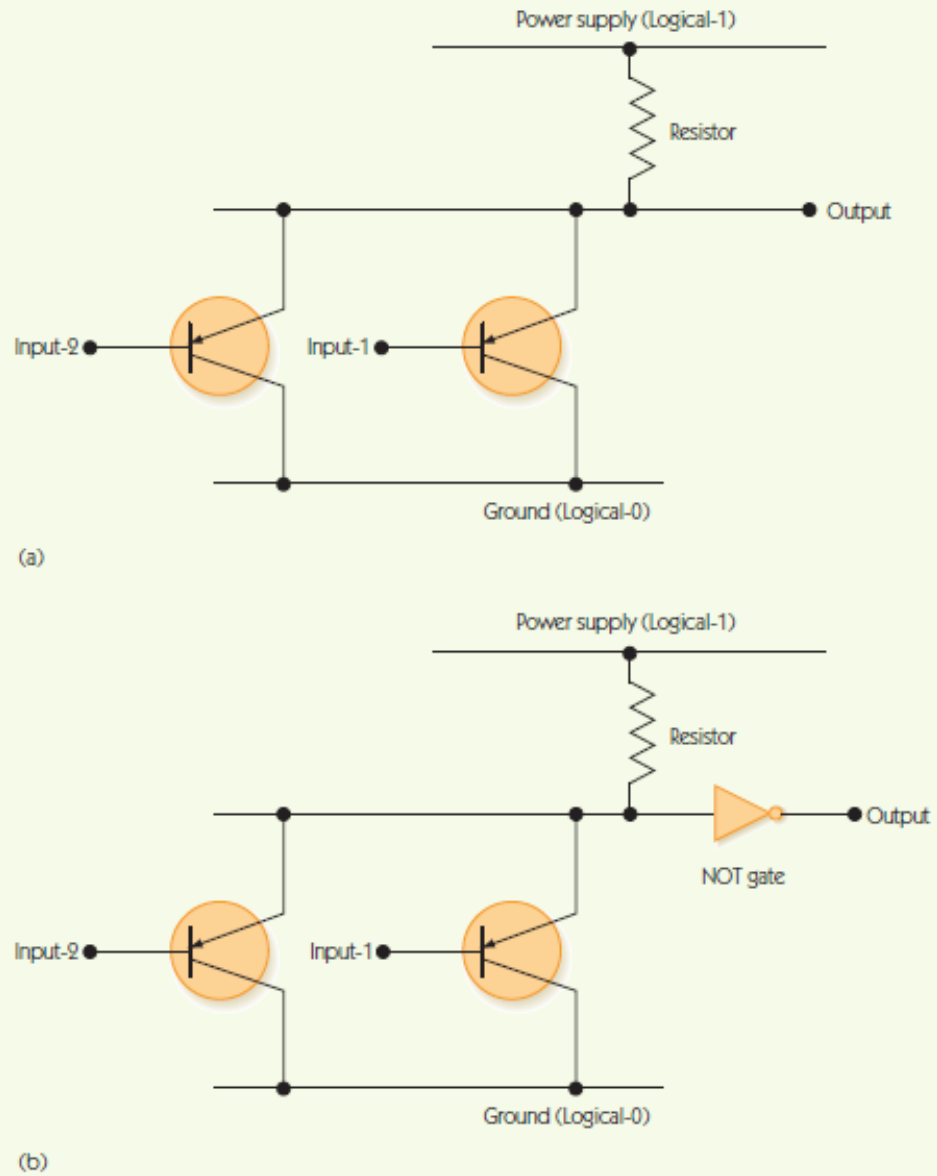 Power supply (Logical-1)
Resistor
Output
Input-2
Input-1
Ground (Logical-0)
(a)
Power supply (Logical-1)
Resistor
Output
NOT gate
Input-2
Input-1
Ground (Logical-0)
(b)